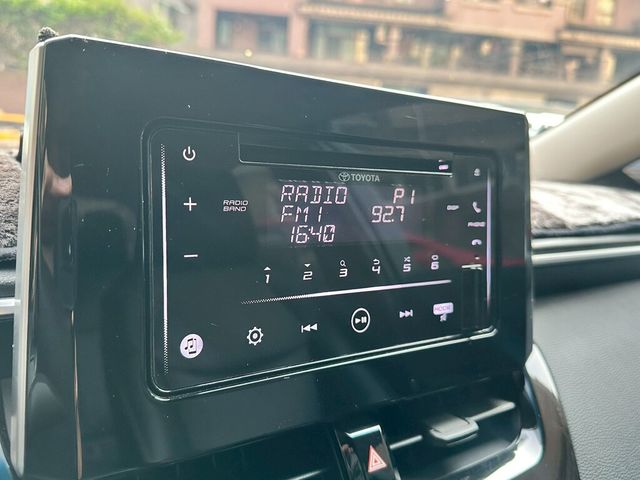 TOYOTA
RADIO P1
FM1 92.7
16:40
RADIO
BAND
DISP
PHONE
1 2 3 4 5 6
MODE